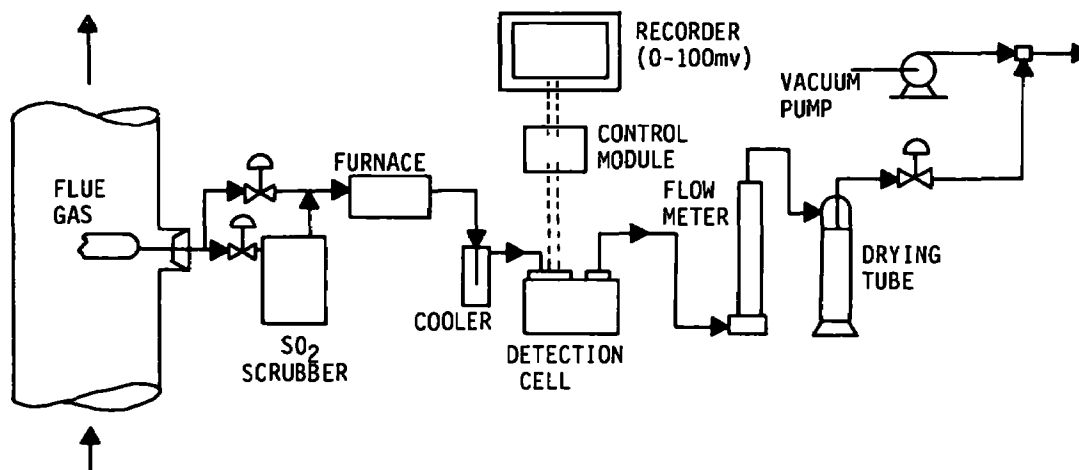 RECORDER
(0-100mv)
VACUUM
PUMP
CONTROL
MODULE
FURNACE
FLOW
METER
FLUE
GAS
DRYING
TUBE
COOLER
SO2
SCRUBBER
DETECTION
CELL